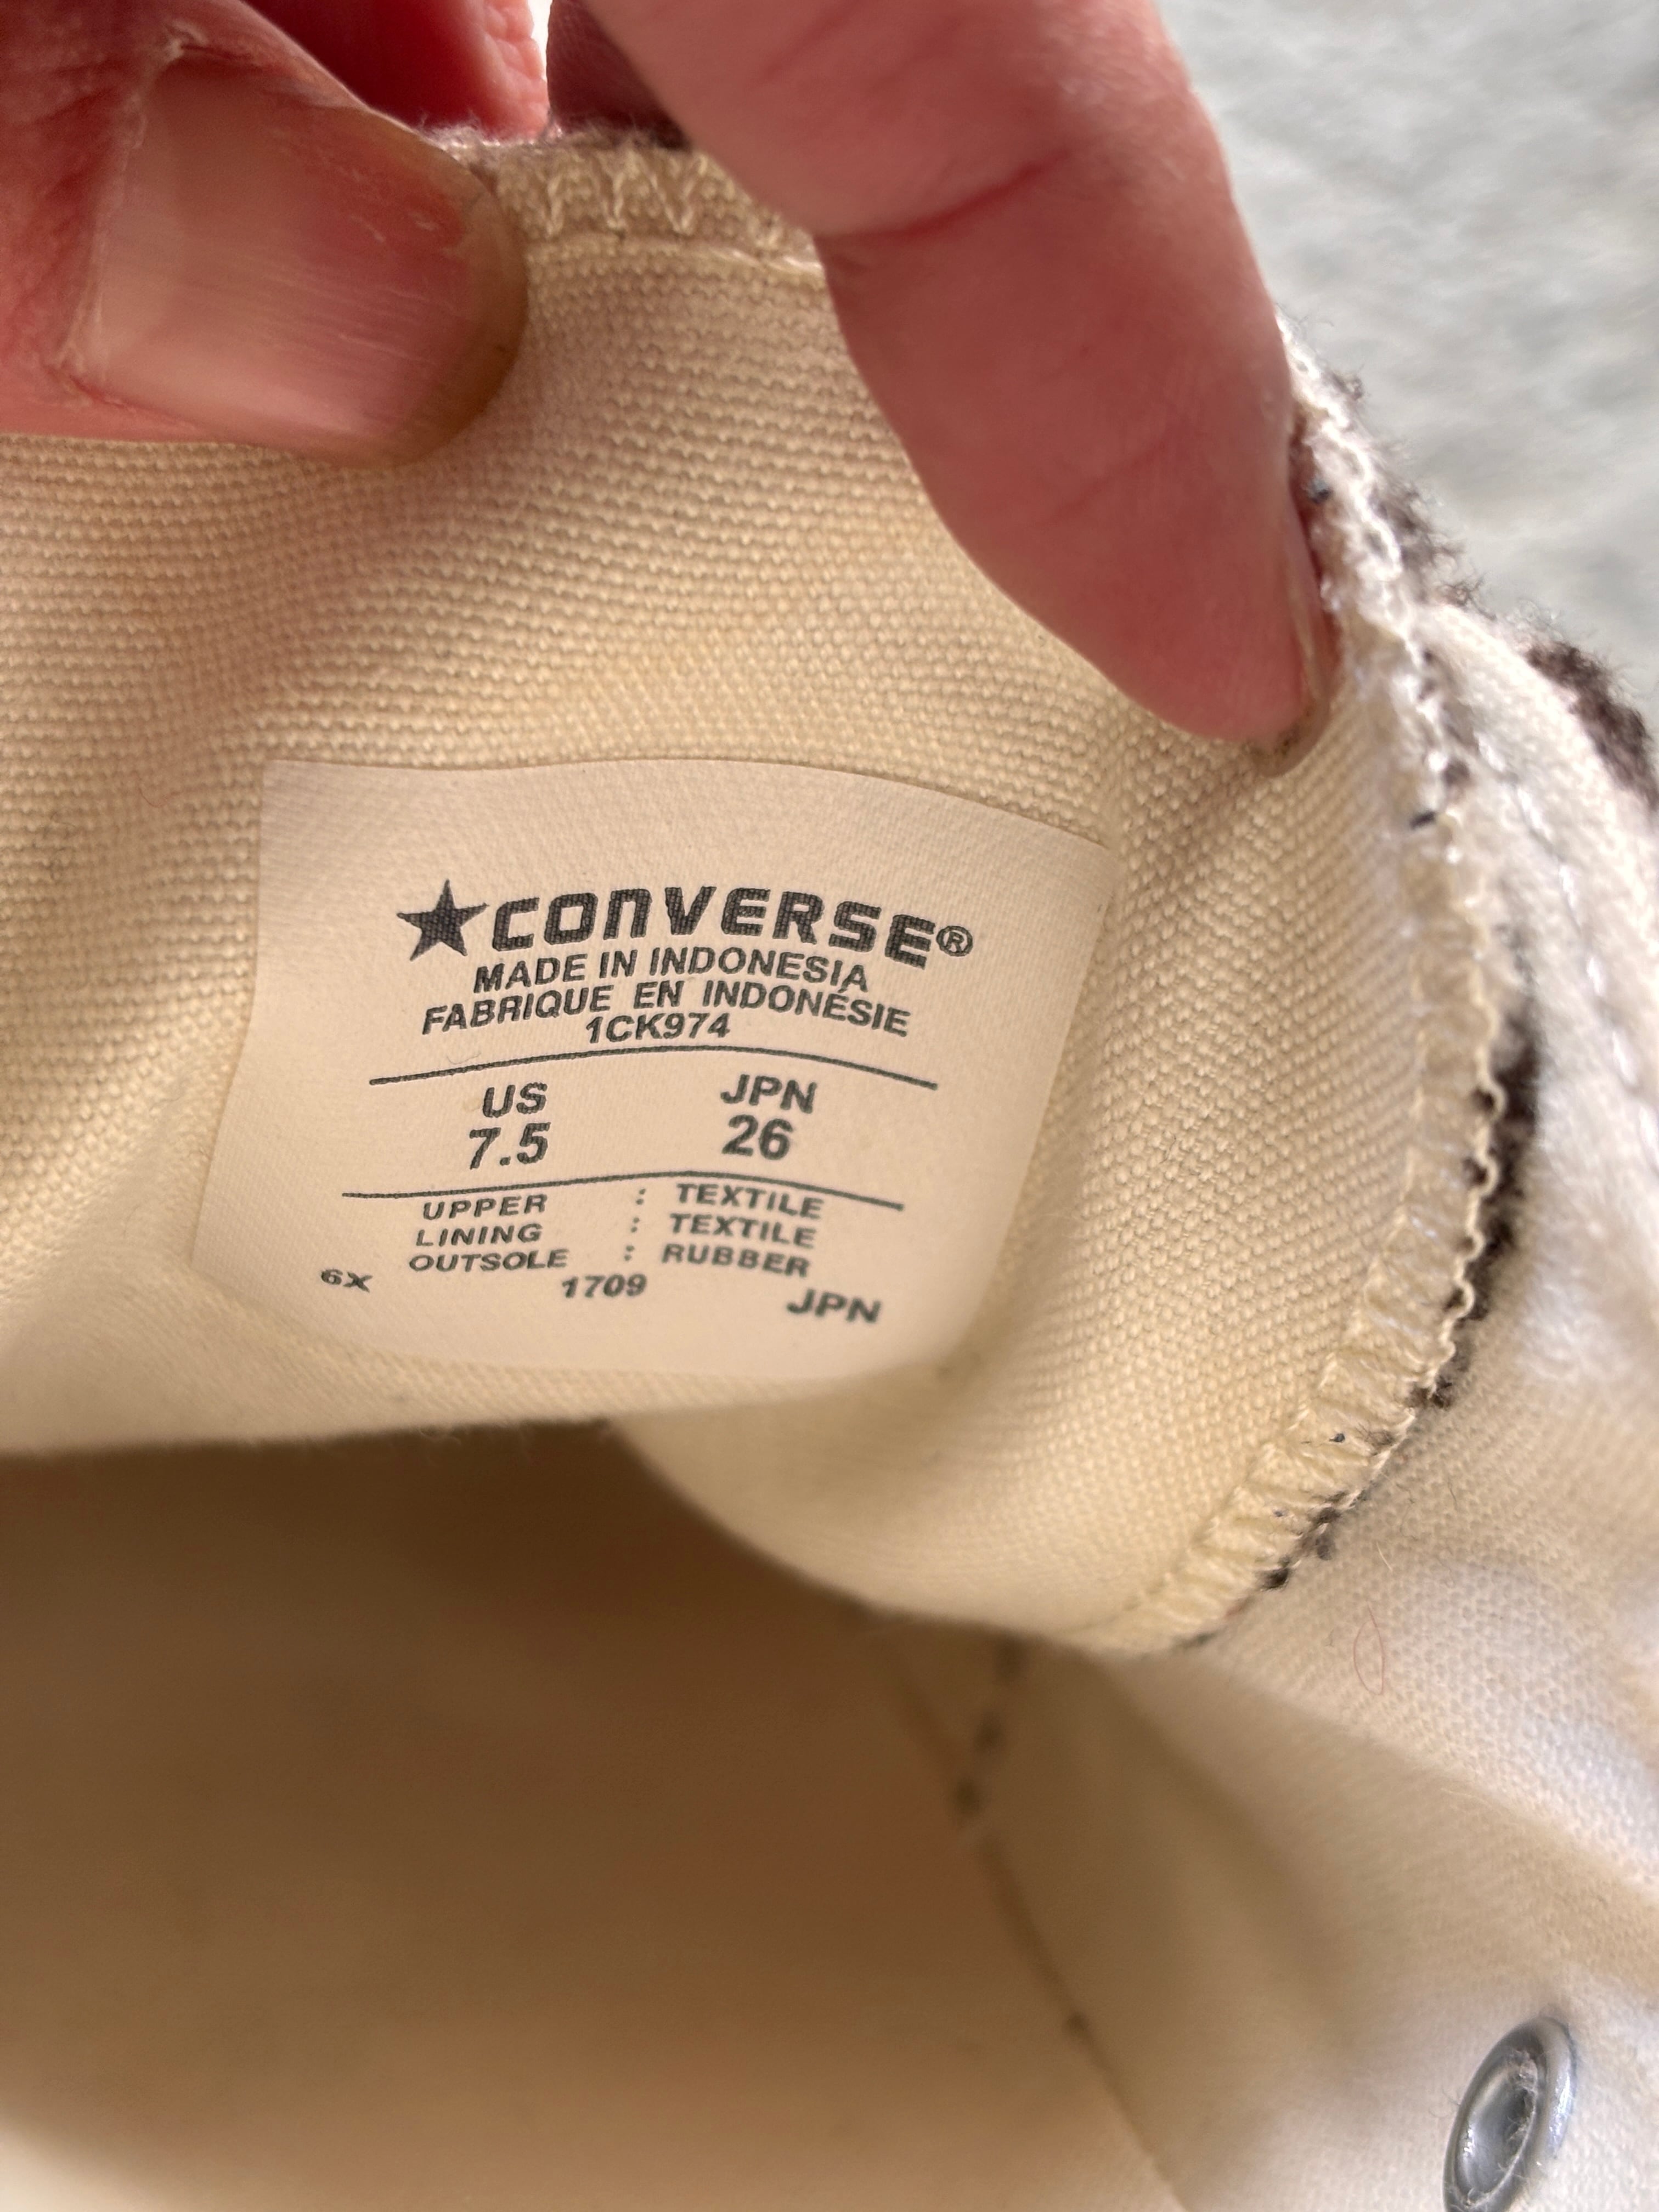 ★CONVERSE®
MADE IN INDONESIA
FABRIQUE EN INDONÉSIE
1CK974
US JPN
7.5 26
UPPER : TEXTILE
LINING : TEXTILE
OUTSOLE : RUBBER
6X 1709 JPN